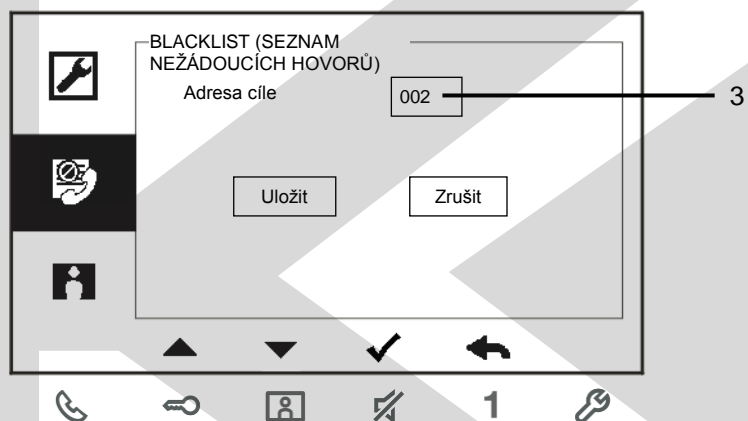 BLACKLIST (SEZNAM
NEŽÁDOUCÍCH HOVORŮ)
Adresa cíle 002 3
Uložit Zrušit
1